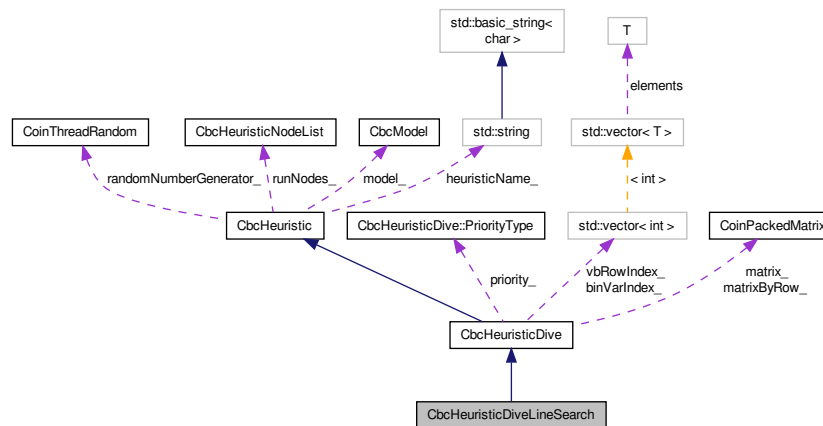 std::basic_string<
char >
T
elements
CoinThreadRandom
CbcHeuristicNodeList
CbcModel
std::string
std::vector< T >
randomNumberGenerator_
runNodes_
model_
heuristicName_
< int >
CbcHeuristic
CbcHeuristicDive::PriorityType
std::vector< int >
CoinPackedMatrix
priority_
vbRowIndex_
binVarIndex_
matrix_
matrixByRow_
CbcHeuristicDive
CbcHeuristicDiveLineSearch